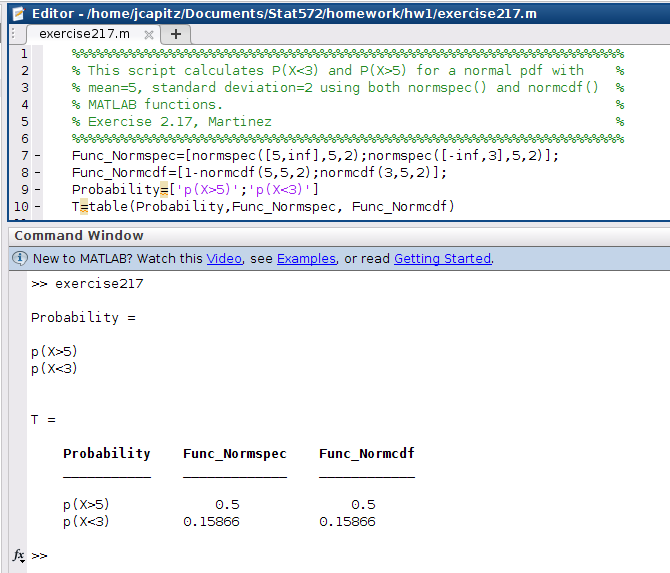 Editor - /home/jcapitz/Documents/Stat572/homework/hw1/exercise217.m
exercise217.m × +
1 %%%%%%%%%%%%%%%%%%%%%%%%%%%%%%%%%%%%%%%%%%%%%%%%%%%%%%%%%%%%%%%%%%%%%%%
2 % This script calculates P(X<3) and P(X>5) for a normal pdf with %
3 % mean=5, standard deviation=2 using both normspec() and normcdf() %
4 % MATLAB functions. %
5 % Exercise 2.17, Martinez %
6 %%%%%%%%%%%%%%%%%%%%%%%%%%%%%%%%%%%%%%%%%%%%%%%%%%%%%%%%%%%%%%%%%%%%%%%
7 - Func_Normspec=[normspec([5,inf],5,2);normspec([-inf,3],5,2)];
8 - Func_Normcdf=[1-normcdf(5,5,2);normcdf(3,5,2)];
9 - Probability=['p(X>5)';'p(X<3)']
10 - T=table(Probability,Func_Normspec, Func_Normcdf)
Command Window
New to MATLAB? Watch this Video, see Examples, or read Getting Started.
>> exercise217
Probability =
p(X>5)
p(X<3)
T =
Probability Func_Normspec Func_Normcdf
___________ _____________ ____________
p(X>5) 0.5 0.5
p(X<3) 0.15866 0.15866
fx >>